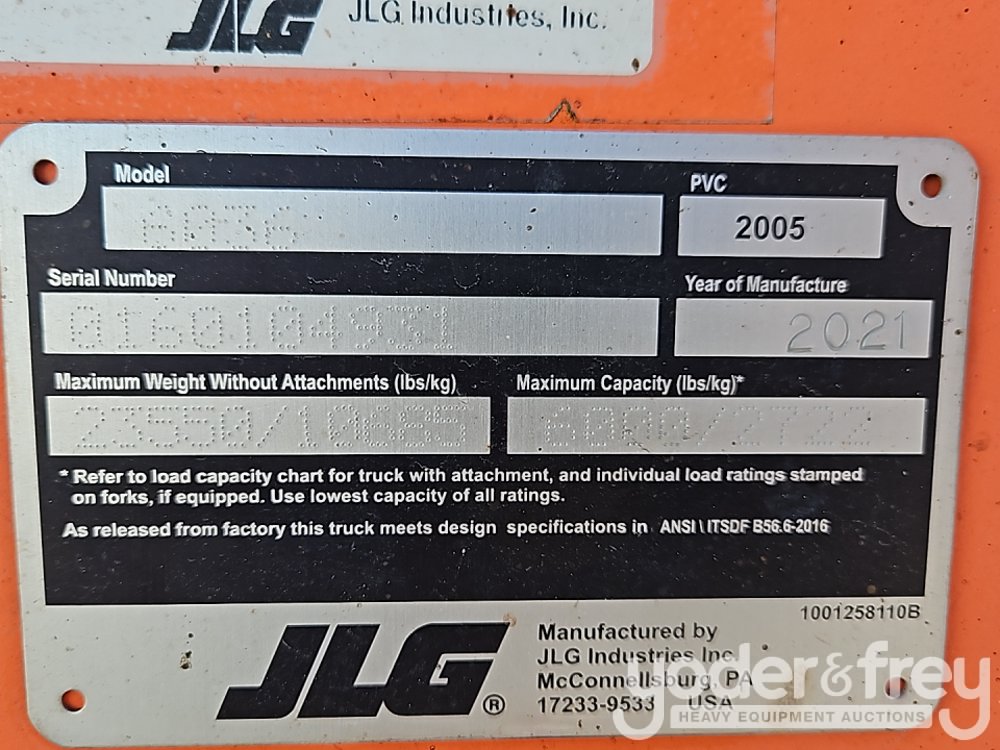 JLG JLG Industries, Inc.
Model
6036
PVC
2005
Serial Number
Year of Manufacture
2021
Maximum Weight Without Attachments (lbs/kg)
Maximum Capacity (lbs/kg)*
6000/2722
* Refer to load capacity chart for truck with attachment, and individual load ratings stamped
on forks, if equipped. Use lowest capacity of all ratings.
As released from factory this truck meets design specifications in ANSI \ ITSDF B56.6-2016
1001258110B
JLG®
Manufactured by
JLG Industries Inc.
McConnellsburg, PA
17233-9533 USA
yoder&frey
HEAVY EQUIPMENT AUCTIONS